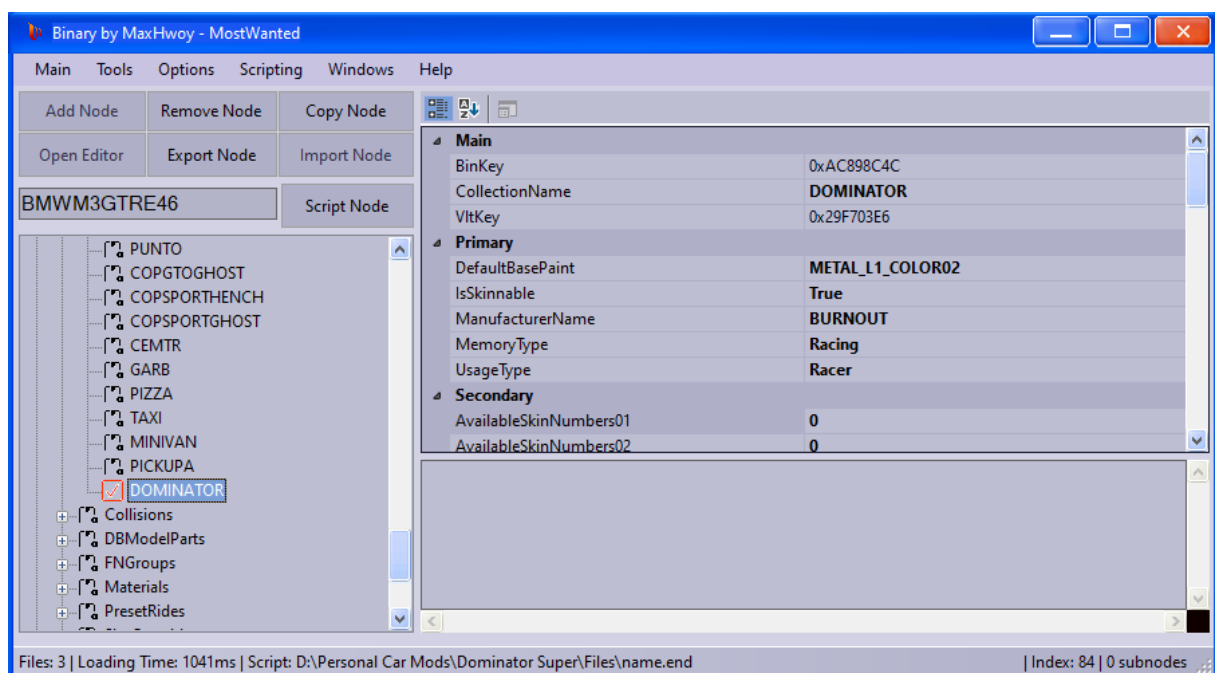 Binary by MaxHwoy - MostWanted
Main Tools Options Scripting Windows Help
Add Node Remove Node Copy Node
Open Editor Export Node Import Node
BMWM3GTRE46 Script Node
PUNTO
COPGTOGHOST
COPSPORTHENCH
COPSPORTGHOST
CEMTR
GARB
PIZZA
TAXI
MINIVAN
PICKUPA
DOMINATOR
Collisions
DBModelParts
FNGroups
Materials
PresetRides
Main
BinKey 0xAC898C4C
CollectionName DOMINATOR
VltKey 0x29F703E6
Primary
DefaultBasePaint METAL_L1_COLOR02
IsSkinnable True
ManufacturerName BURNOUT
MemoryType Racing
UsageType Racer
Secondary
AvailableSkinNumbers01 0
AvailableSkinNumbers02 0
Files: 3 | Loading Time: 1041ms | Script: D:\Personal Car Mods\Dominator Super\Files\name.end | Index: 84 | 0 subnodes